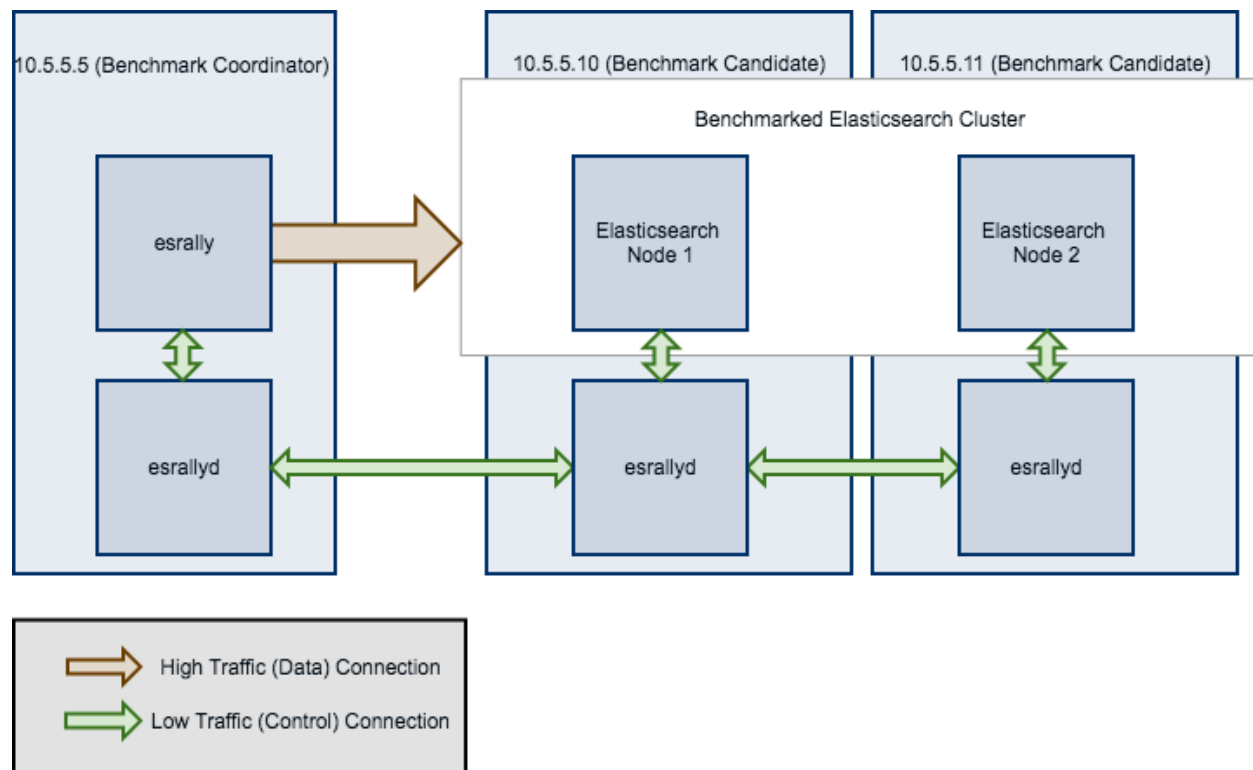 10.5.5.5 (Benchmark Coordinator)
10.5.5.10 (Benchmark Candidate)
10.5.5.11 (Benchmark Candidate)
Benchmarked Elasticsearch Cluster
esrally
Elasticsearch
Node 1
Elasticsearch
Node 2
esrallyd
esrallyd
esrallyd
High Traffic (Data) Connection
Low Traffic (Control) Connection